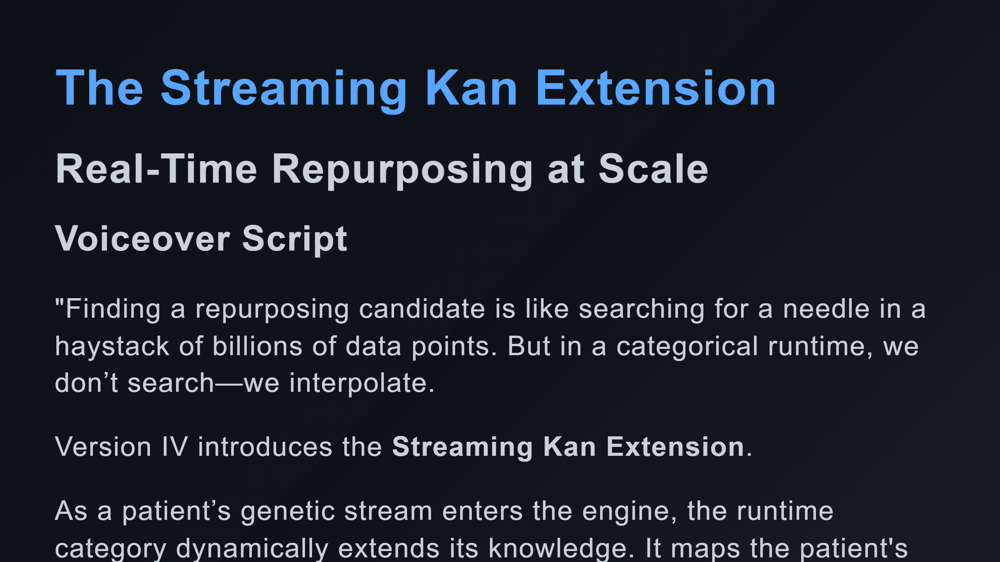 The Streaming Kan Extension
Real-Time Repurposing at Scale
Voiceover Script
"Finding a repurposing candidate is like searching for a needle in a
haystack of billions of data points. But in a categorical runtime, we
don’t search—we interpolate.
Version IV introduces the Streaming Kan Extension.
As a patient’s genetic stream enters the engine, the runtime
category dynamically extends its knowledge. It maps the patient's